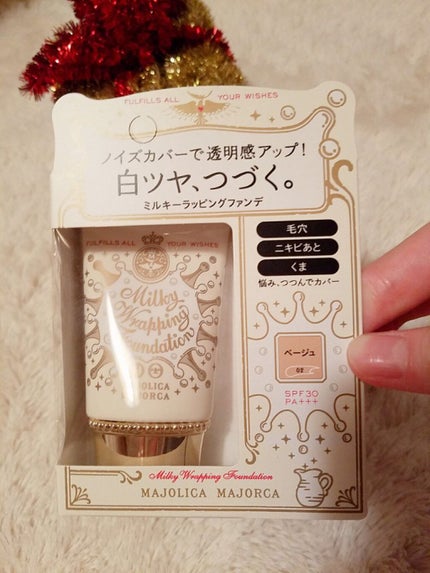 FULFILLS ALL YOUR WISHES
ノイズカバーで透明感アップ!
白ツヤ、つづく。
ミルキーラッピングファンデ
毛穴
ニキビあと
くま
悩み、つつんでカバー
ベージュ
02
SPF30
PA+++
FULFILLS ALL YOUR WISHES
Milky
Wrapping
Foundation
MAJOLICA
MAJORCA
Milky Wrapping Foundation
MAJOLICA MAJORCA